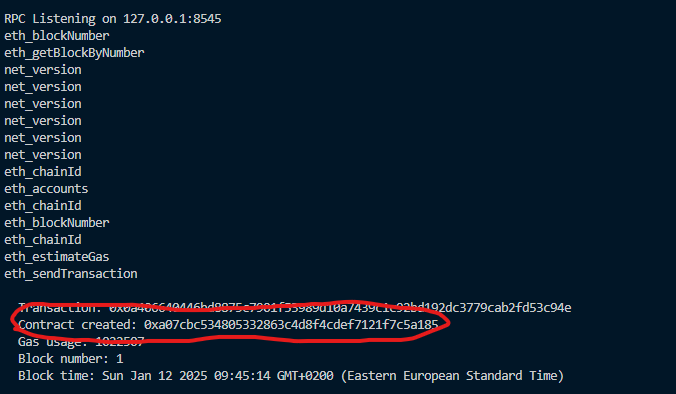 RPC Listening on 127.0.0.1:8545
eth_blockNumber
eth_getBlockByNumber
net_version
net_version
net_version
net_version
net_version
net_version
eth_chainId
eth_accounts
eth_chainId
eth_blockNumber
eth_chainId
eth_estimateGas
eth_sendTransaction
Transaction:
Contract created: 0xa07cbc534805332863c4d8f4cdef7121f7c5a185
Gas usage:
Block number: 1
Block time: Sun Jan 12 2025 09:45:14 GMT+0200 (Eastern European Standard Time)